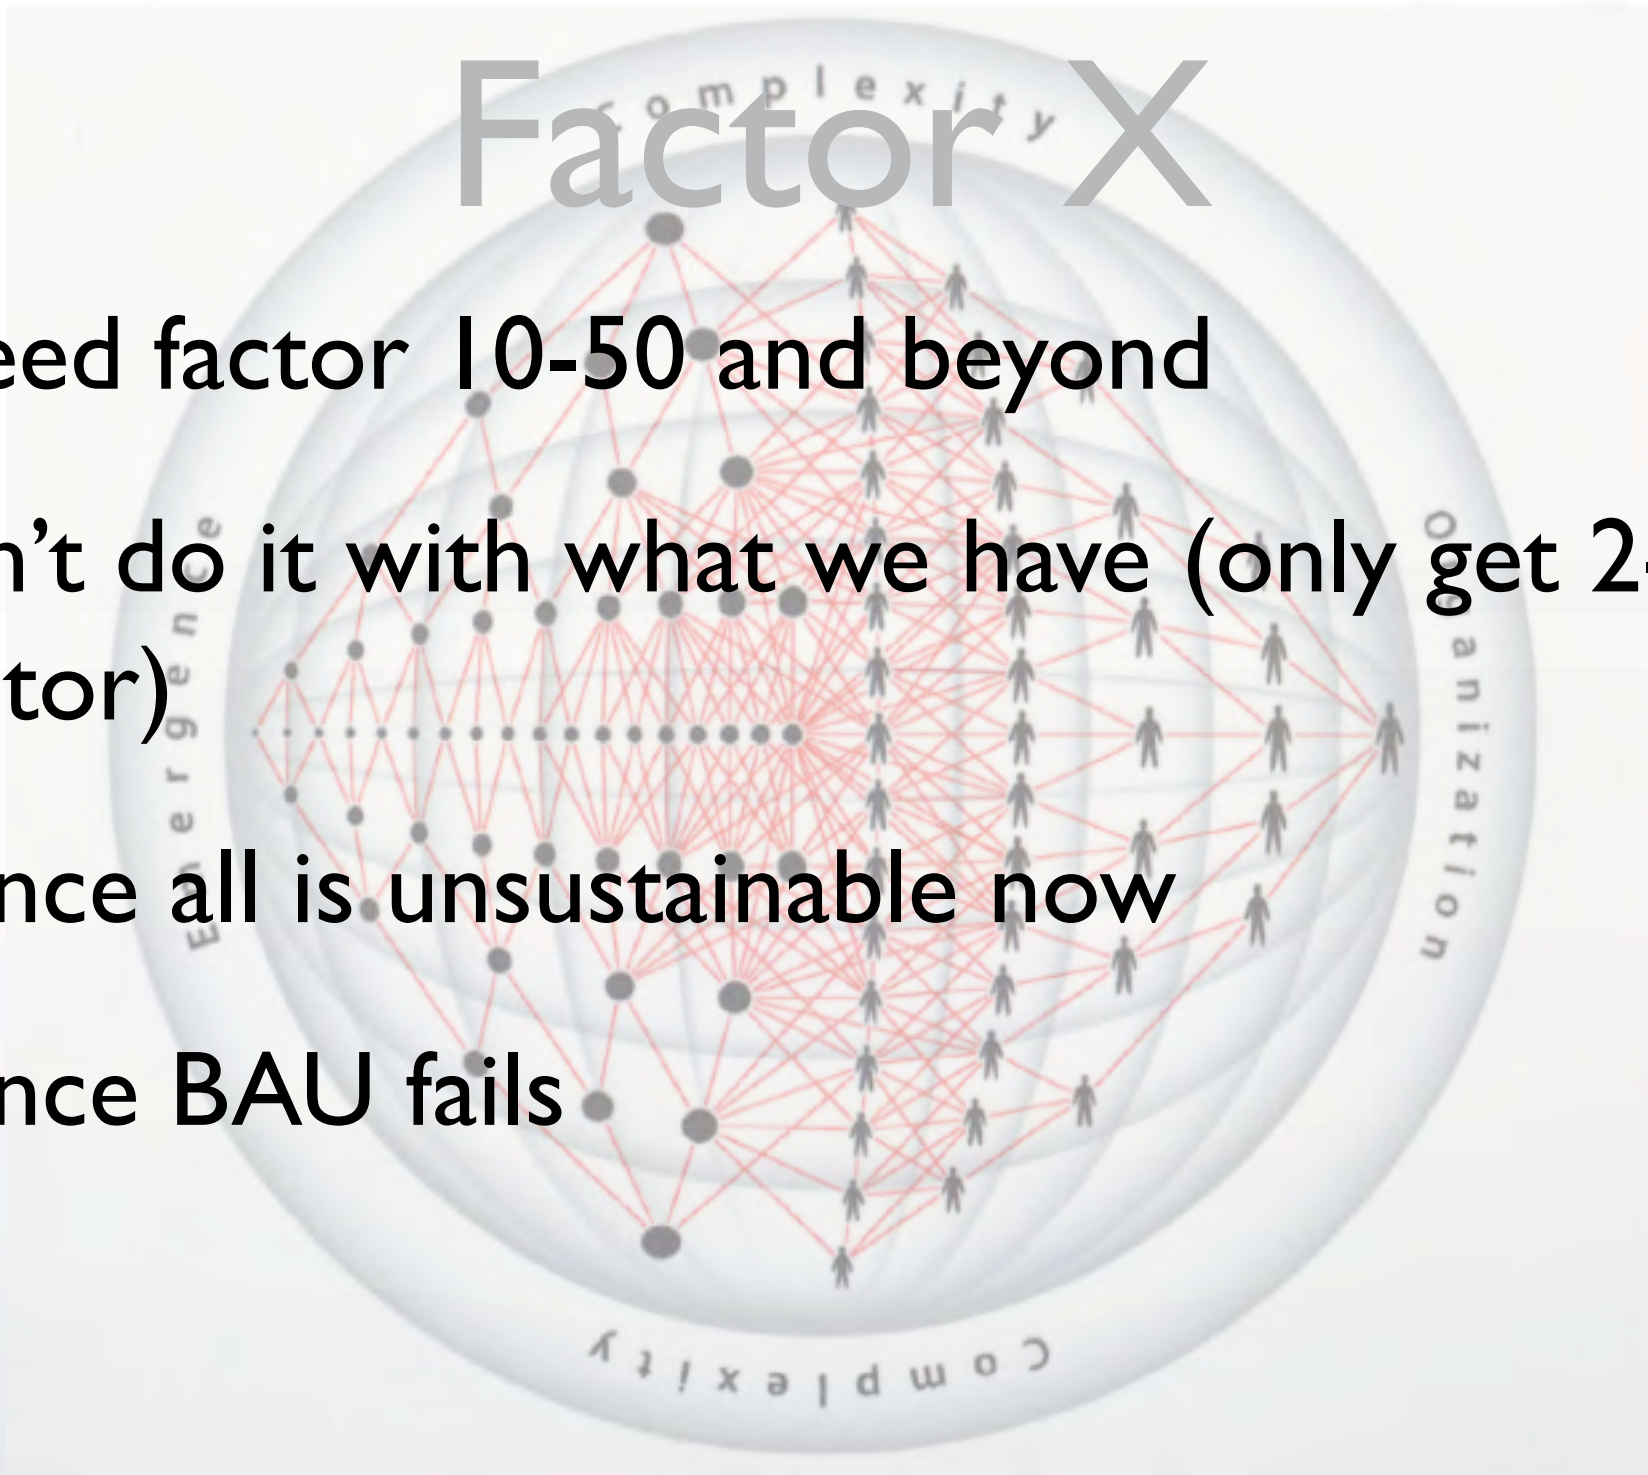 Complexity
Factor X
eed factor 10-50 and beyond
n't do it with what we have (only get 2-
tor)
nce all is unsustainable now
nce BAU fails
Emergence
Organization
Complexity